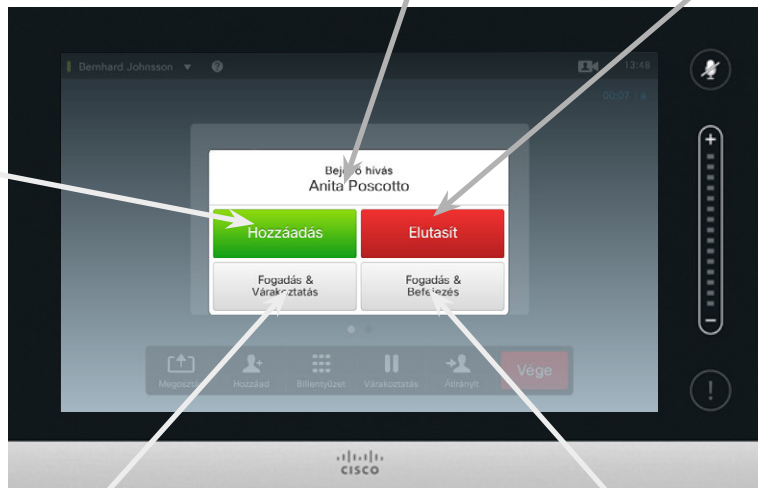 Bernhard Johnsson
13:48
00:07
Bejövő hívás
Anita Poscotto
Hozzáadás
Elutasít
Fogadás &
Várakoztatás
Fogadás &
Befejezés
Megosztás
Hozzáad
Billentyűzet
Várakoztatás
Átirányít
Vége
CISCO